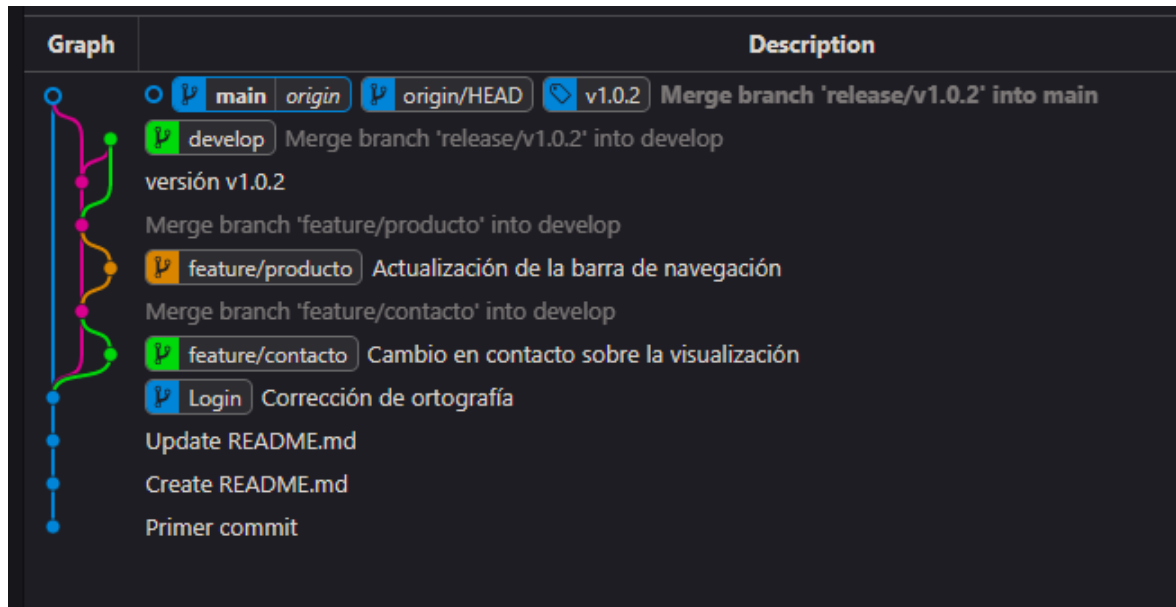 Graph Description
main origin origin/HEAD v1.0.2 Merge branch 'release/v1.0.2' into main
develop Merge branch 'release/v1.0.2' into develop
versión v1.0.2
Merge branch 'feature/producto' into develop
feature/producto Actualización de la barra de navegación
Merge branch 'feature/contacto' into develop
feature/contacto Cambio en contacto sobre la visualización
Login Corrección de ortografía
Update README.md
Create README.md
Primer commit